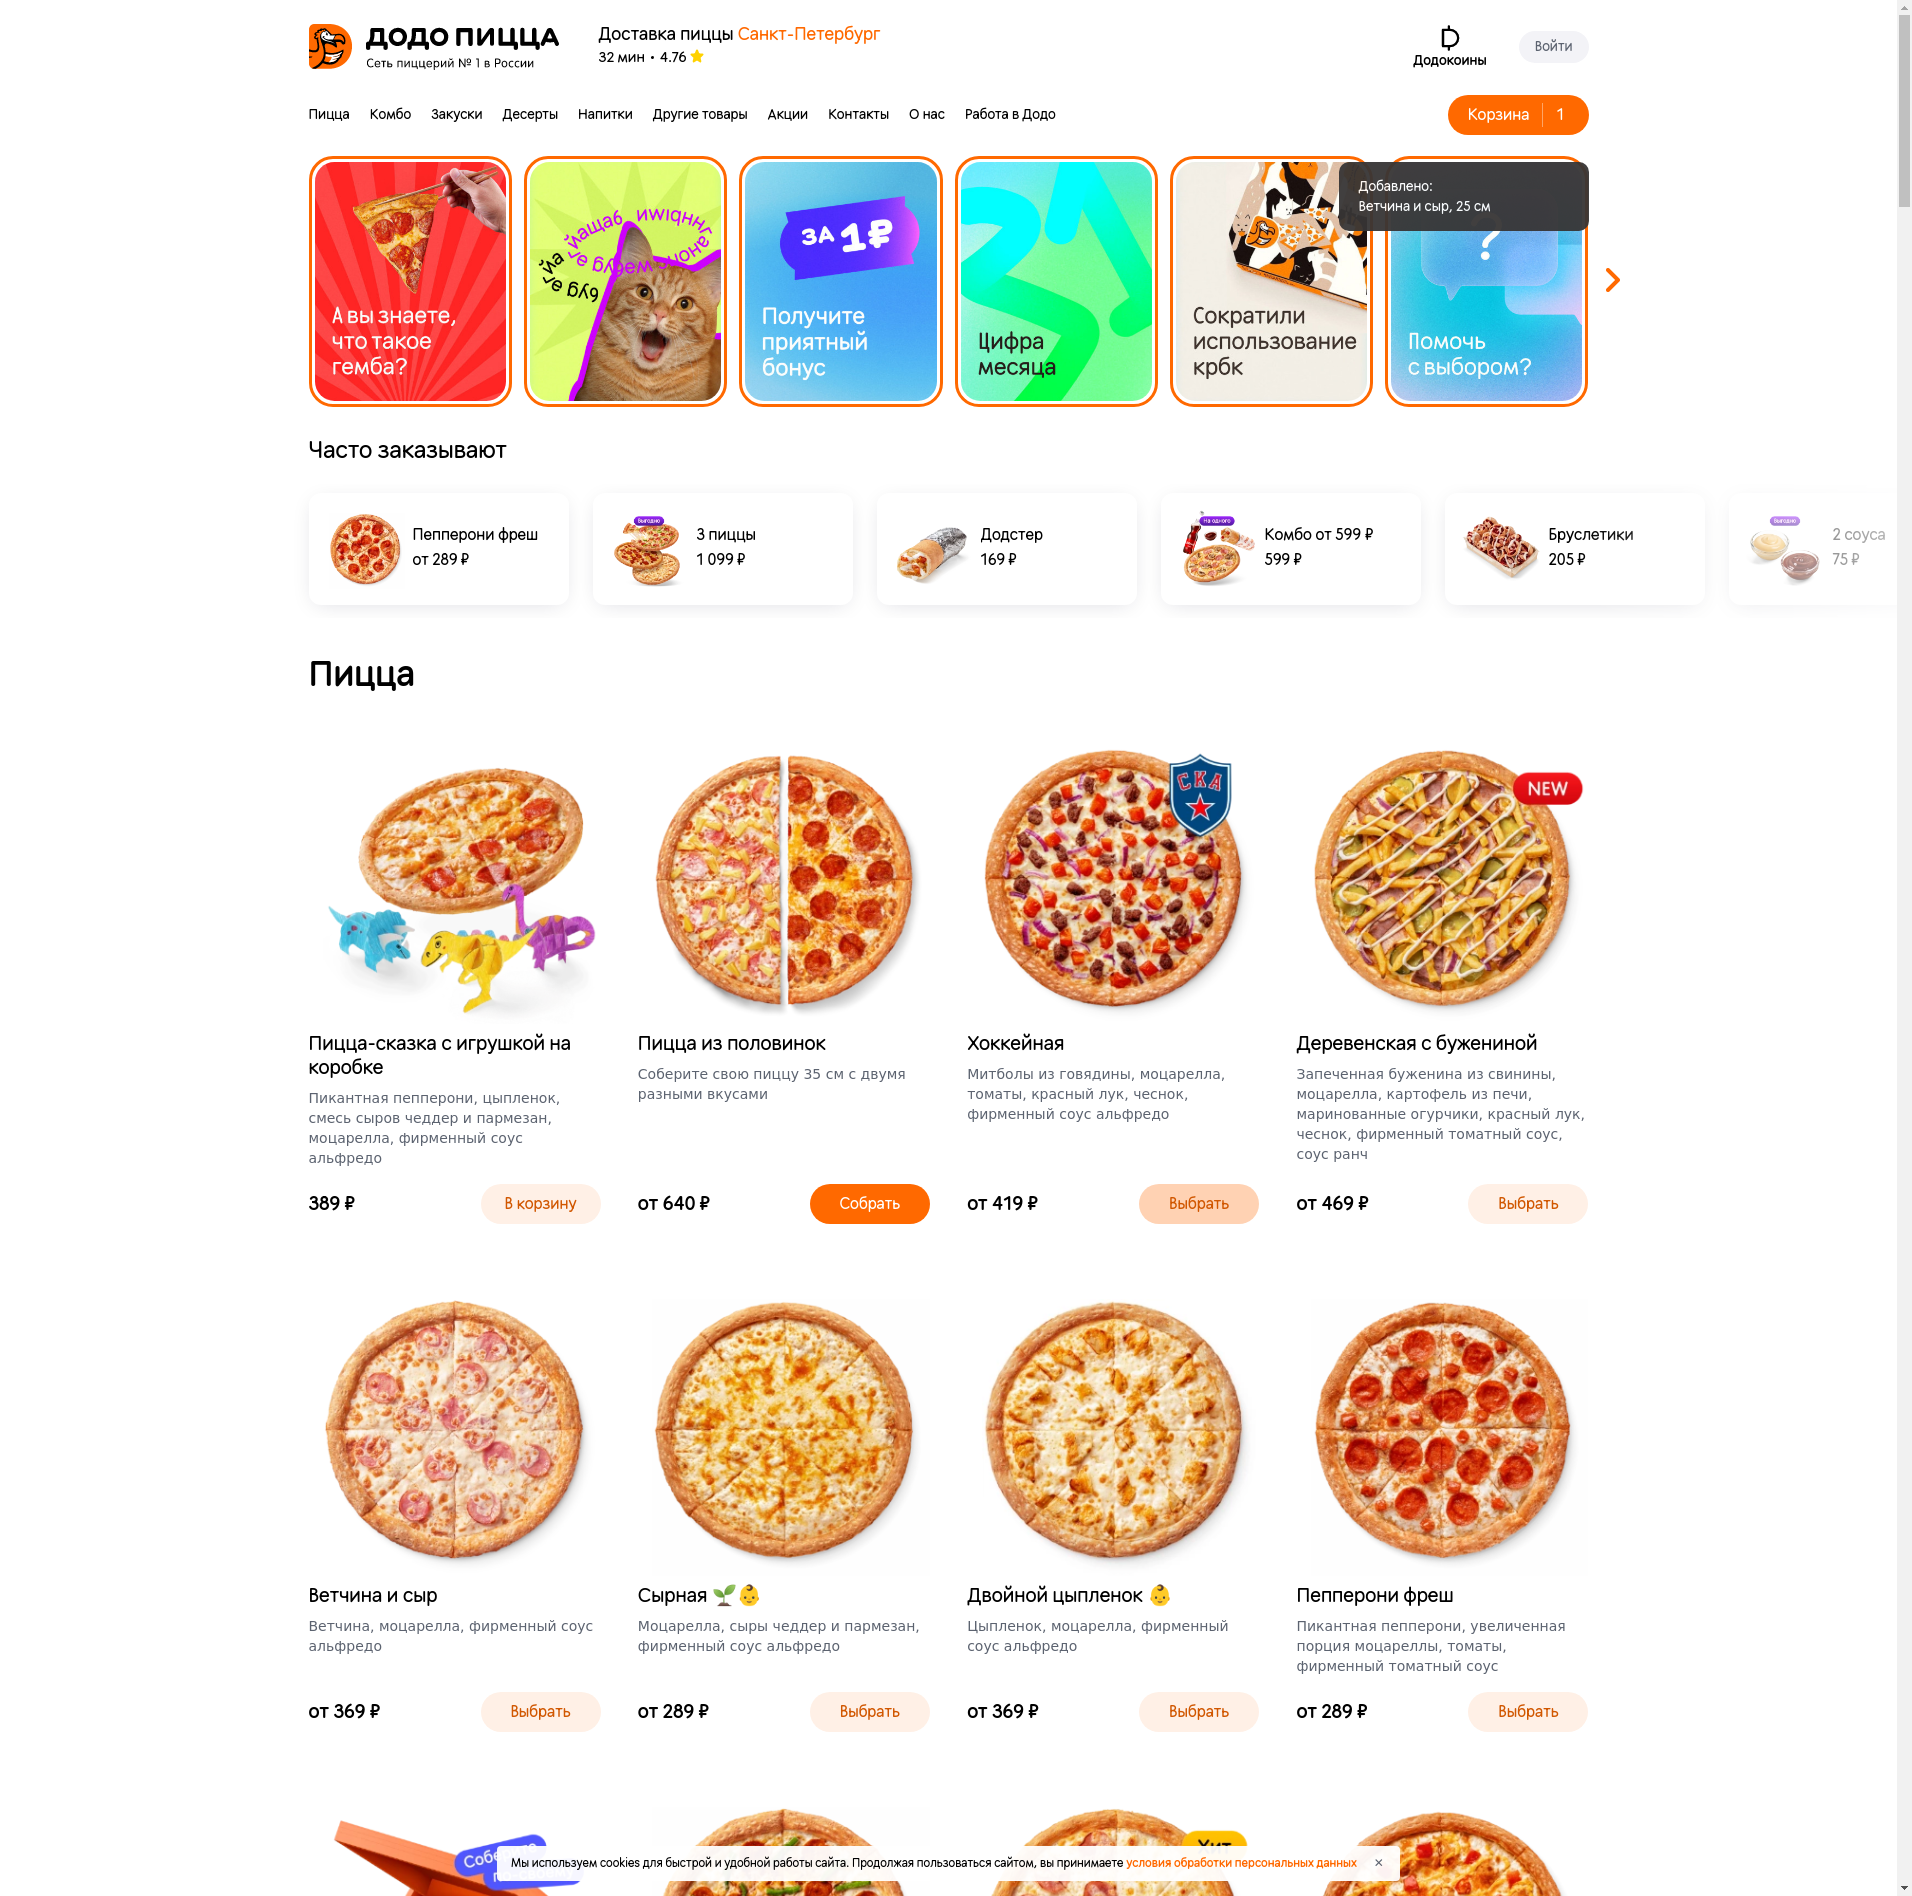 ДОДО ПИЦЦА
Сеть пиццерий № 1 в России
Доставка пиццы Санкт-Петербург
32 мин • 4.76
Додокоины
Войти
Пицца Комбо Закуски Десерты Напитки Другие товары Акции Контакты О нас Работа в Додо
Корзина 1
Добавлено:
Ветчина и сыр, 25 см
А вы знаете,
что такое
гемба?
ЗА 1₽
Получите
приятный
бонус
Цифра
месяца
Сократили
использование
крбк
?
Помочь
с выбором?
Часто заказывают
Пепперони фреш
от 289 ₽
Выгодно
3 пиццы
1 099 ₽
Додстер
169 ₽
На одного
Комбо от 599 ₽
599 ₽
Бруслетики
205 ₽
Выгодно
2 соуса
75 ₽
Пицца
СКА
NEW
Пицца-сказка с игрушкой на
коробке
Пикантная пепперони, цыпленок,
смесь сыров чеддер и пармезан,
моцарелла, фирменный соус
альфредо
389 ₽
В корзину
Пицца из половинок
Соберите свою пиццу 35 см с двумя
разными вкусами
от 640 ₽
Собрать
Хоккейная
Митболы из говядины, моцарелла,
томаты, красный лук, чеснок,
фирменный соус альфредо
от 419 ₽
Выбрать
Деревенская с бужениной
Запеченная буженина из свинины,
моцарелла, картофель из печи,
маринованные огурчики, красный лук,
чеснок, фирменный томатный соус,
соус ранч
от 469 ₽
Выбрать
Ветчина и сыр
Ветчина, моцарелла, фирменный соус
альфредо
от 369 ₽
Выбрать
Сырная 🌱👶
Моцарелла, сыры чеддер и пармезан,
фирменный соус альфредо
от 289 ₽
Выбрать
Двойной цыпленок 👶
Цыпленок, моцарелла, фирменный
соус альфредо
от 369 ₽
Выбрать
Пепперони фреш
Пикантная пепперони, увеличенная
порция моцареллы, томаты,
фирменный томатный соус
от 289 ₽
Выбрать
Хит
Мы используем cookies для быстрой и удобной работы сайта. Продолжая пользоваться сайтом, вы принимаете условия обработки персональных данных